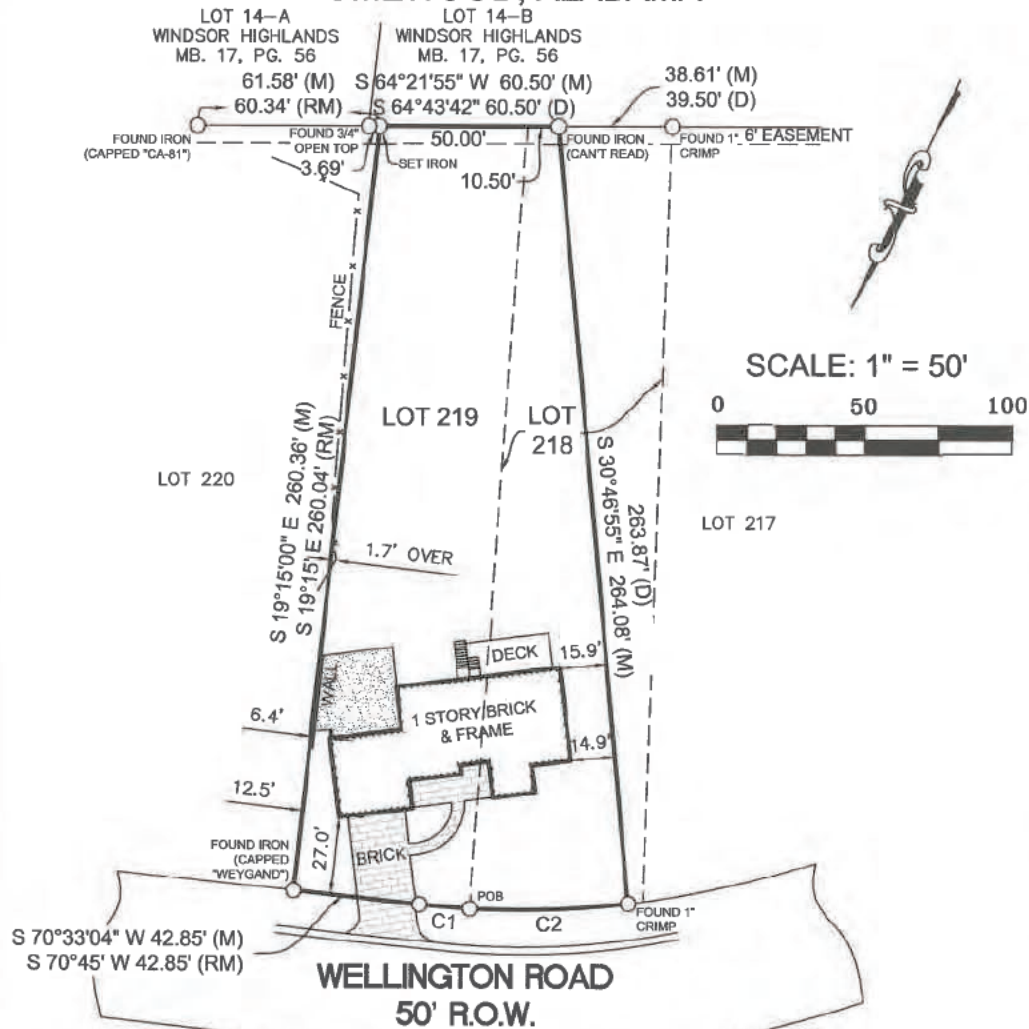 LOT 14-A
WINDSOR HIGHLANDS
MB. 17, PG. 56
LOT 14-B
WINDSOR HIGHLANDS
MB. 17, PG. 56
61.58' (M)
60.34' (RM)
S 64°21'55" W 60.50' (M)
S 64°43'42" 60.50' (D)
38.61' (M)
39.50' (D)
FOUND IRON
(CAPPED "CA-81")
FOUND 3/4"
OPEN TOP
50.00'
FOUND IRON
(CAN'T READ)
FOUND 1"
CRIMP
6' EASEMENT
3.69'
SET IRON
10.50'
FENCE
SCALE: 1" = 50'
0 50 100
LOT 219
LOT
218
LOT 220
LOT 217
S 19°15'00" E 260.36' (M)
S 19°15' E 260.04' (RM)
263.87' (D)
S 30°46'55" E 264.08' (M)
1.7' OVER
DECK
15.9'
WALL
1 STORY BRICK
& FRAME
6.4'
14.9'
12.5'
27.0'
BRICK
FOUND IRON
(CAPPED
"WEYGAND")
POB
C1
C2
FOUND 1"
CRIMP
S 70°33'04" W 42.85' (M)
S 70°45' W 42.85' (RM)
WELLINGTON ROAD
50' R.O.W.